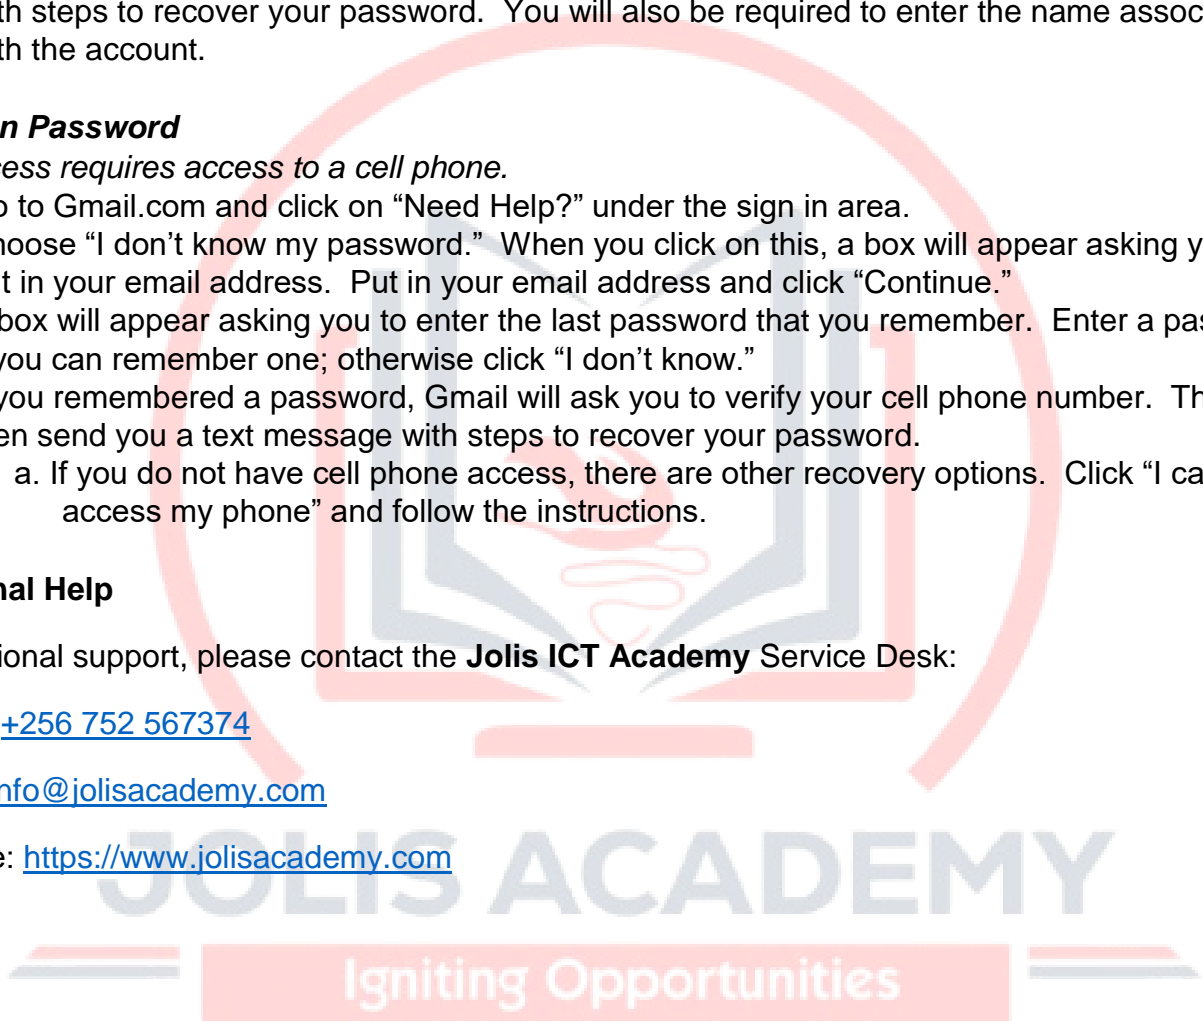 th steps to recover your password. You will also be required to enter the name assoc
th the account.
n Password
cess requires access to a cell phone.
o to Gmail.com and click on “Need Help?” under the sign in area.
hoose “I don’t know my password.” When you click on this, a box will appear asking y
t in your email address. Put in your email address and click “Continue.”
box will appear asking you to enter the last password that you remember. Enter a pas
you can remember one; otherwise click “I don’t know.”
you remembered a password, Gmail will ask you to verify your cell phone number. Th
en send you a text message with steps to recover your password.
a. If you do not have cell phone access, there are other recovery options. Click “I ca
access my phone” and follow the instructions.
nal Help
ional support, please contact the Jolis ICT Academy Service Desk:
+256 752 567374
nfo@jolisacademy.com
e: https://www.jolisacademy.com
JOLIS ACADEMY
Igniting Opportunities